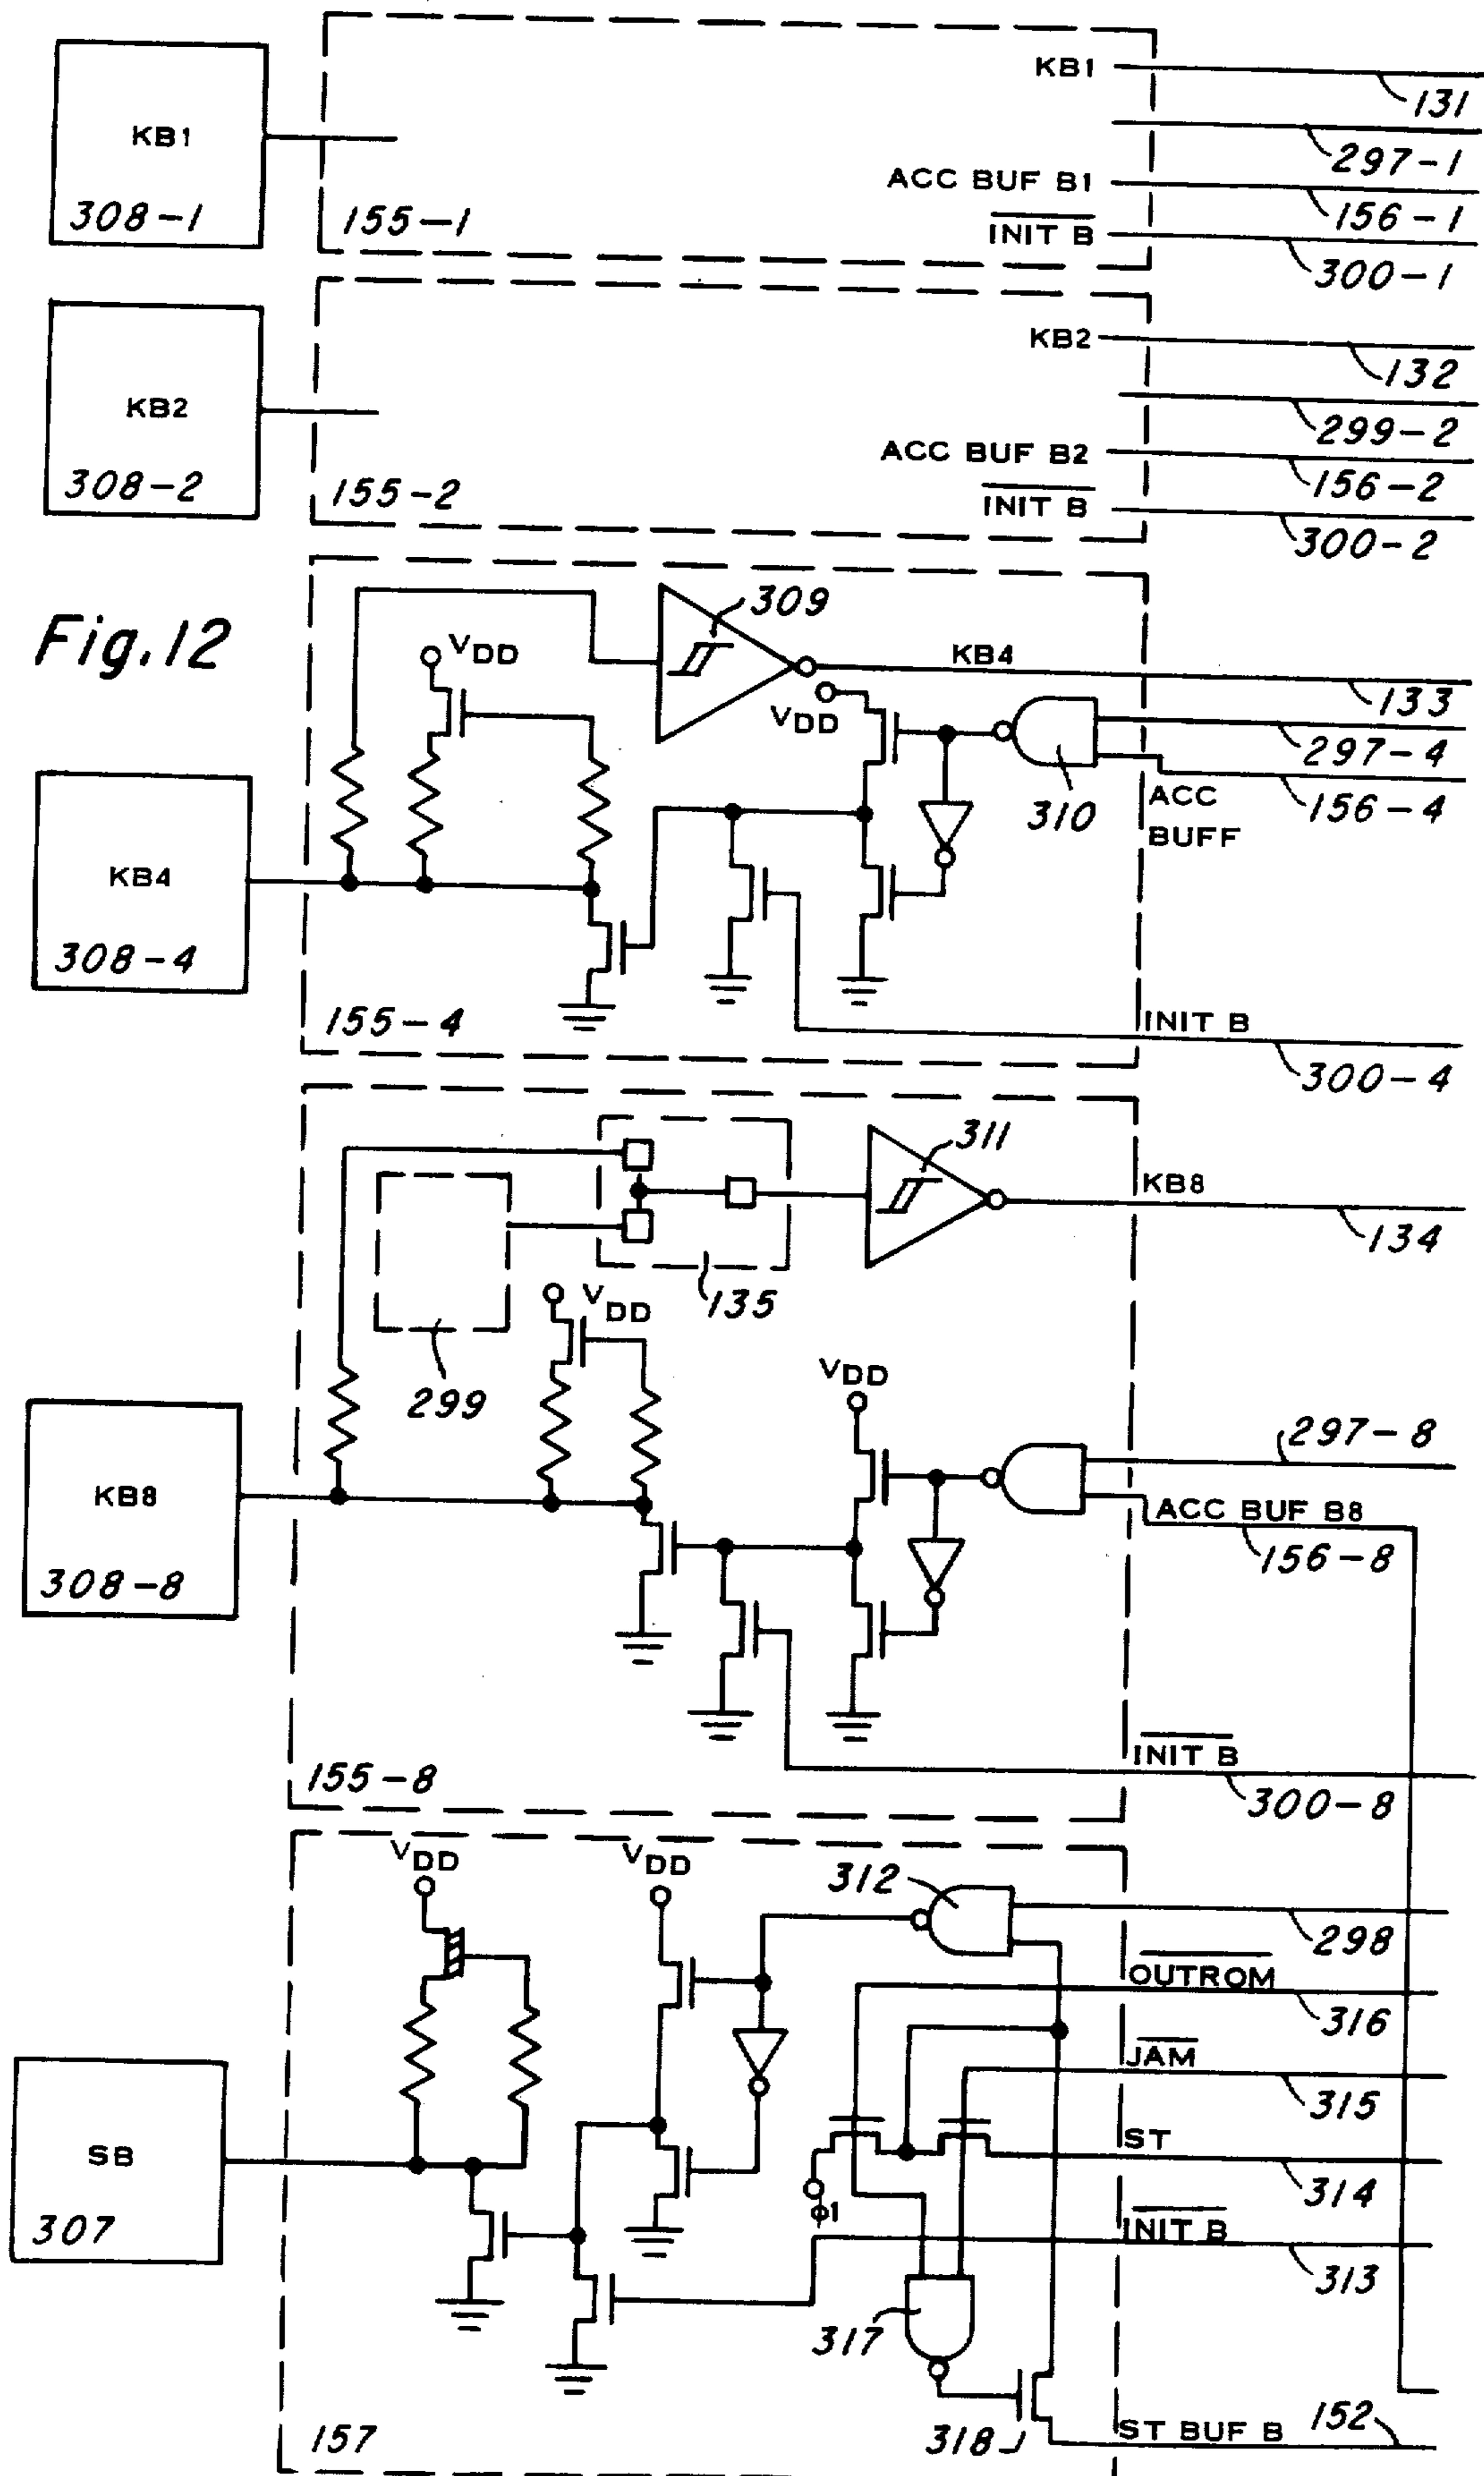 KB1
131
KB1
297-1
ACC BUF B1
156-1
308-1
155-1
INIT B
300-1
KB2
132
KB2
299-2
ACC BUF B2
156-2
308-2
155-2
INIT B
300-2
Fig. 12
309
VDD
KB4
133
VDD
297-4
310
ACC
BUFF
156-4
KB4
308-4
155-4
INIT B
300-4
311
KB8
134
135
VDD
299
VDD
297-8
KB8
ACC BUF B8
156-8
308-8
INIT B
155-8
300-8
VDD
VDD
312
298
OUTROM
316
JAM
315
SB
ST
314
307
φ1
INIT B
313
317
157
318
ST BUF B
152